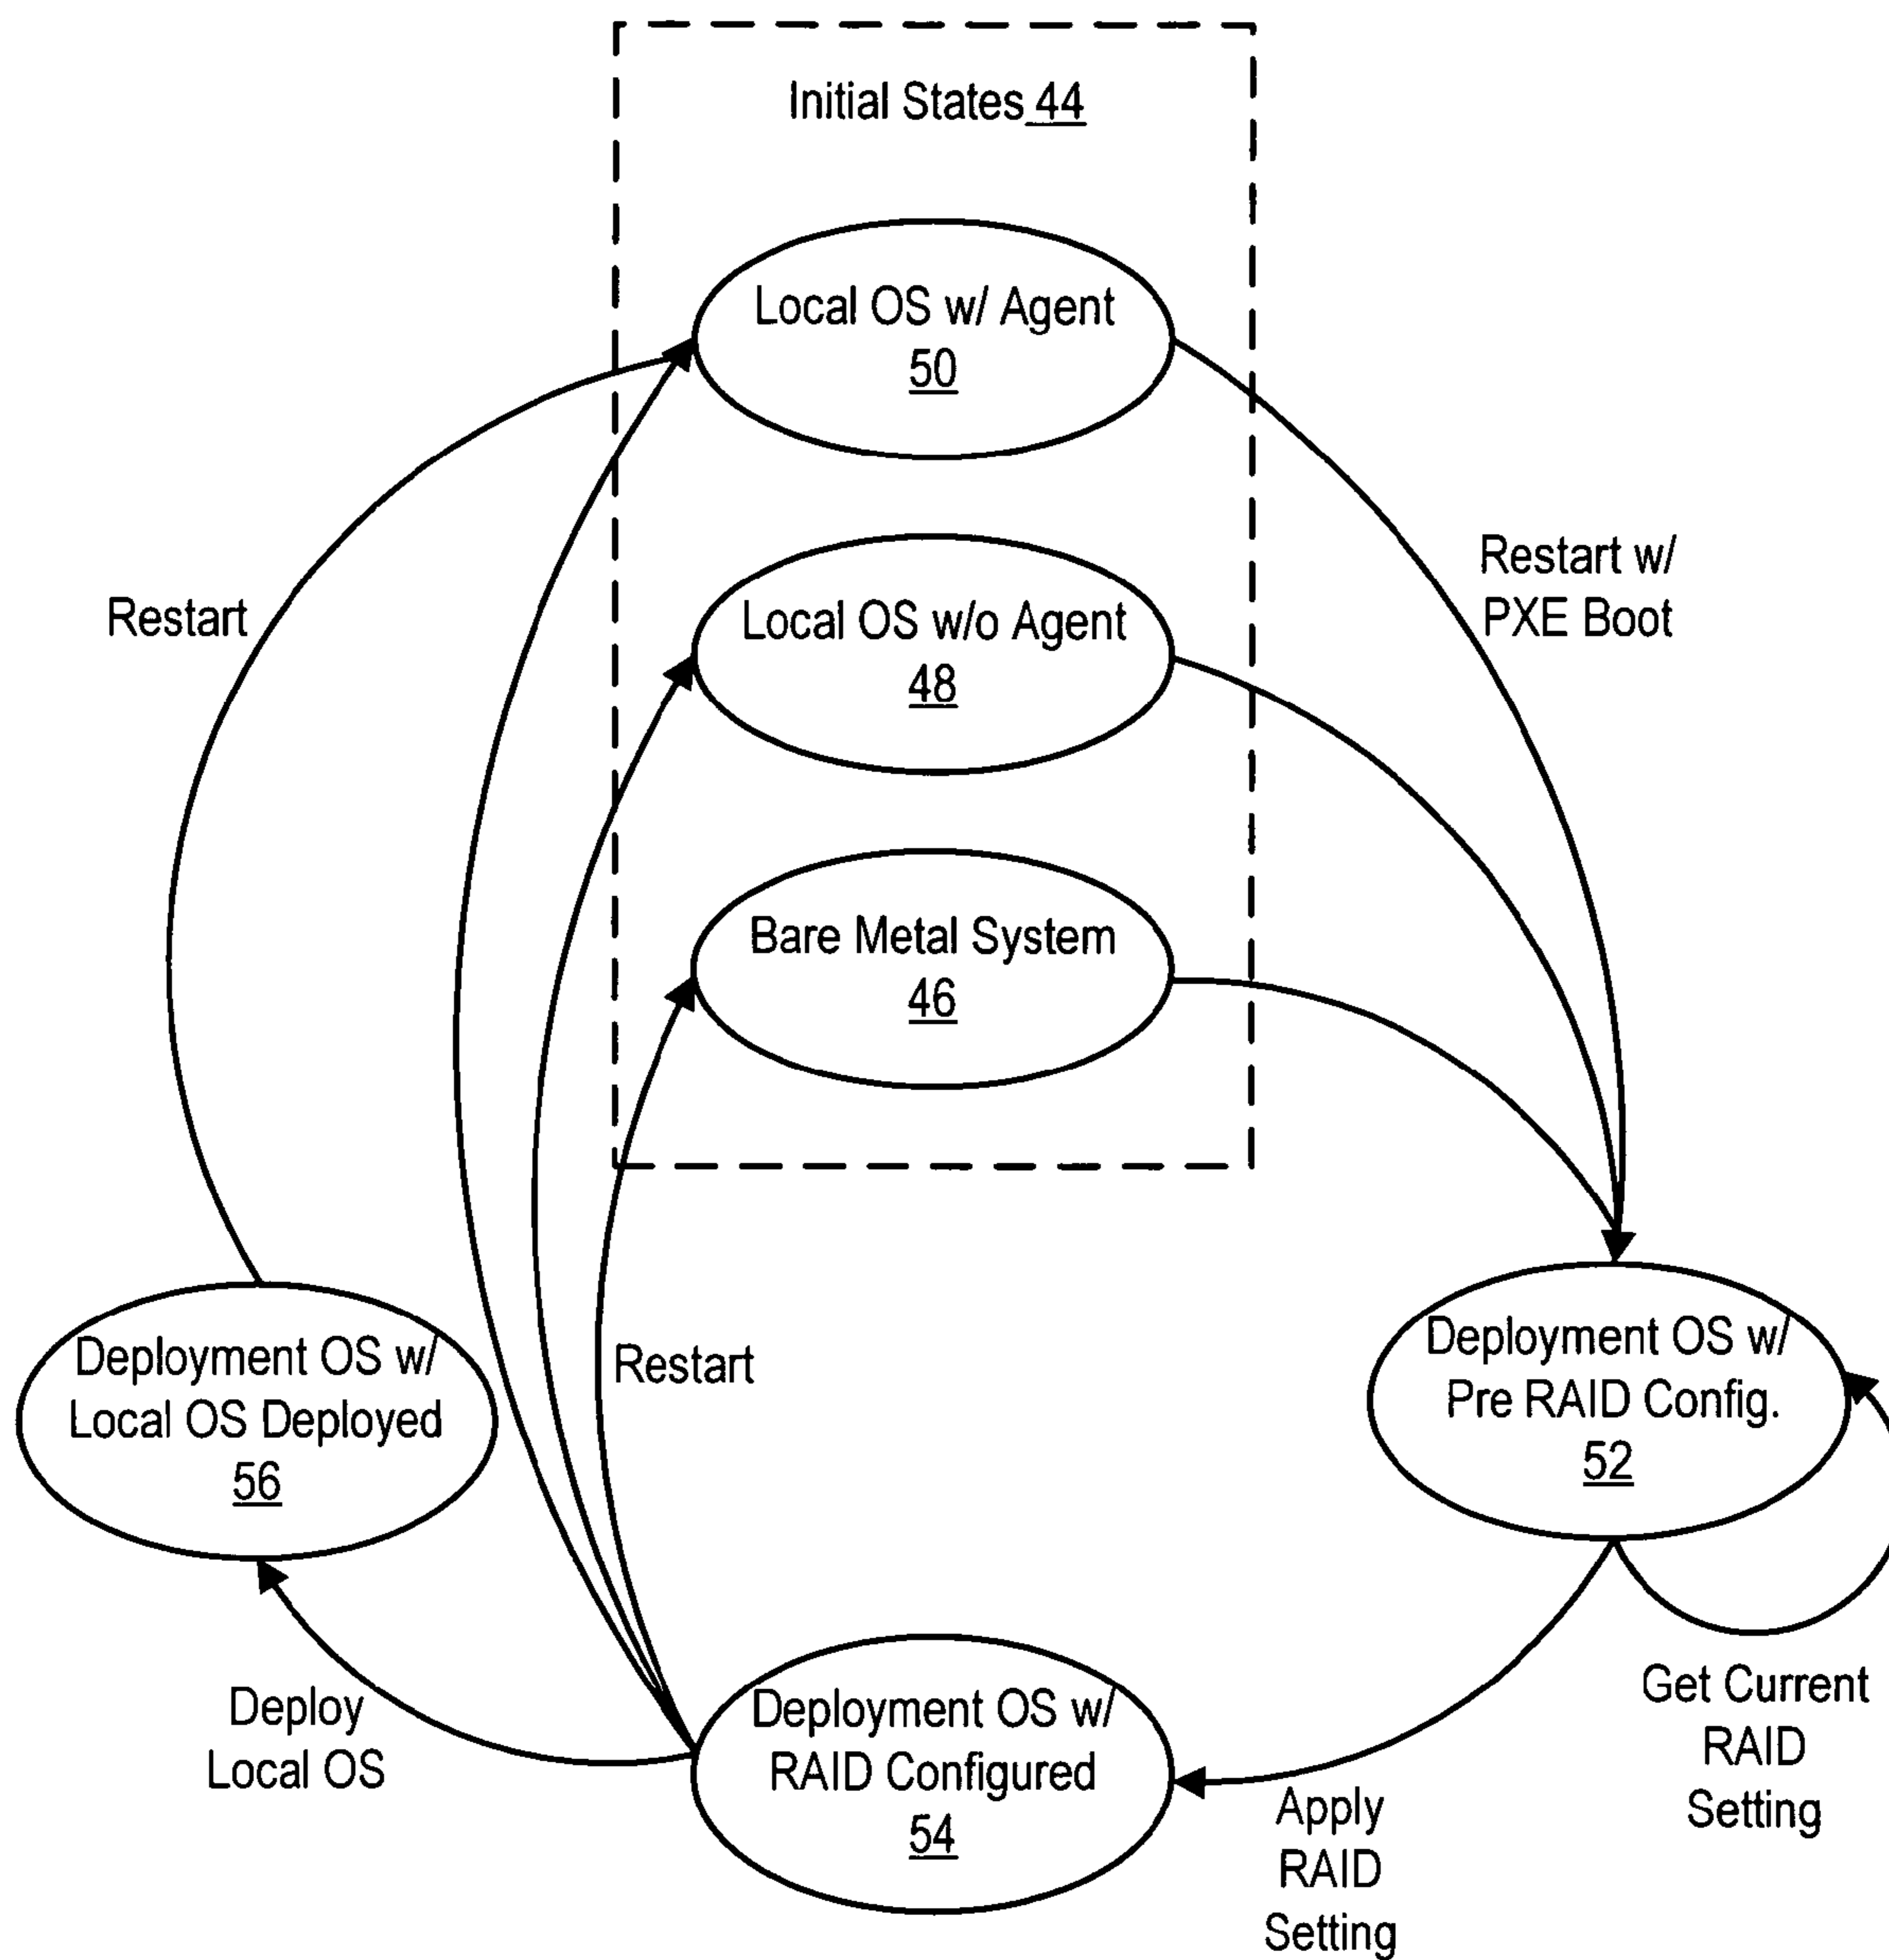 Initial States 44
Local OS w/ Agent
50
Restart w/
PXE Boot
Restart
Local OS w/o Agent
48
Bare Metal System
46
Deployment OS w/
Local OS Deployed
56
Restart
Deployment OS w/
Pre RAID Config.
52
Deploy
Local OS
Deployment OS w/
RAID Configured
54
Apply
RAID
Setting
Get Current
RAID
Setting